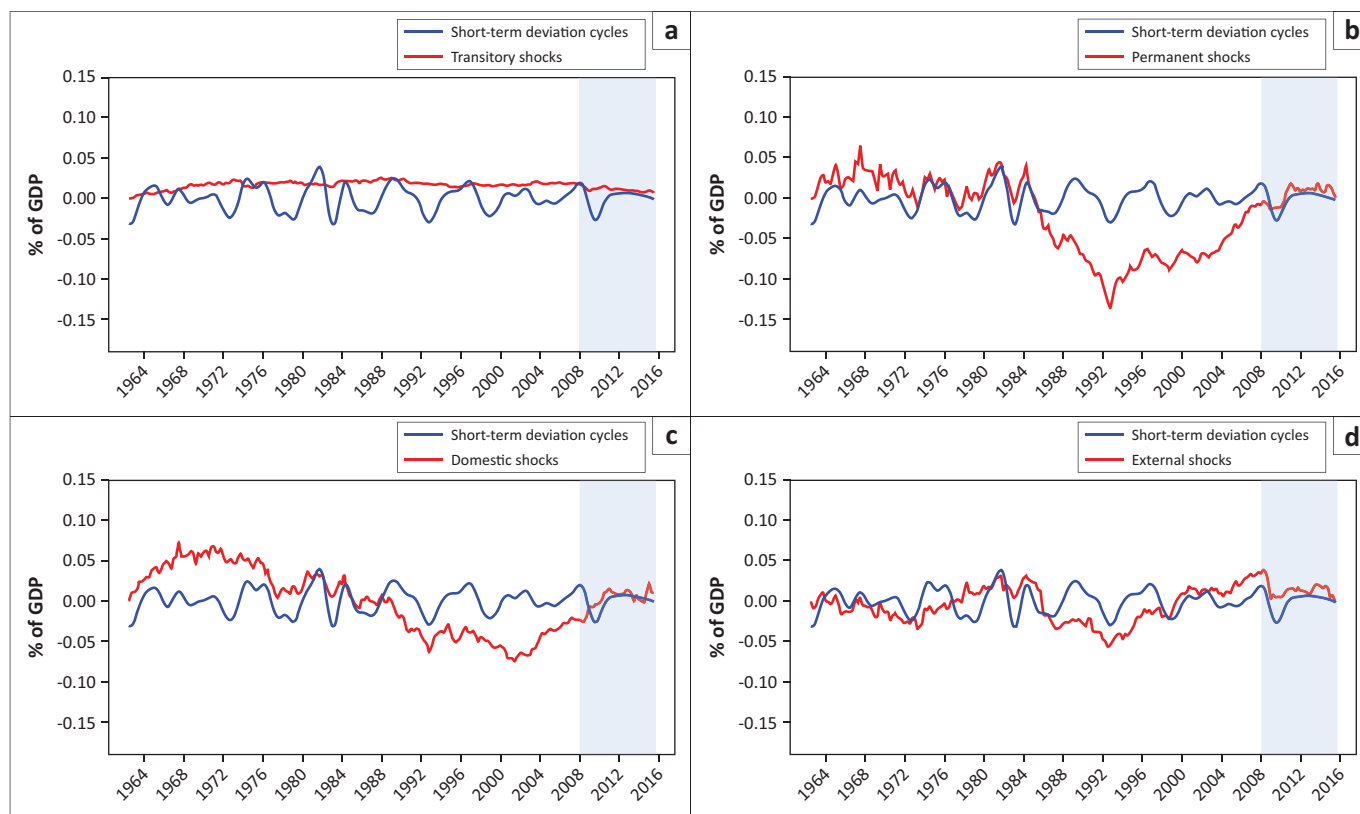 Short-term deviation cycles
Transitory shocks
a
0.15
0.10
0.05
0.00
-0.05
-0.10
-0.15
% of GDP
1964 1968 1972 1976 1980 1984 1988 1992 1996 2000 2004 2008 2012 2016
Short-term deviation cycles
Permanent shocks
b
0.15
0.10
0.05
0.00
-0.05
-0.10
-0.15
% of GDP
1964 1968 1972 1976 1980 1984 1988 1992 1996 2000 2004 2008 2012 2016
Short-term deviation cycles
Domestic shocks
c
0.15
0.10
0.05
0.00
-0.05
-0.10
-0.15
% of GDP
1964 1968 1972 1976 1980 1984 1988 1992 1996 2000 2004 2008 2012 2016
Short-term deviation cycles
External shocks
d
0.15
0.10
0.05
0.00
-0.05
-0.10
-0.15
% of GDP
1964 1968 1972 1976 1980 1984 1988 1992 1996 2000 2004 2008 2012 2016